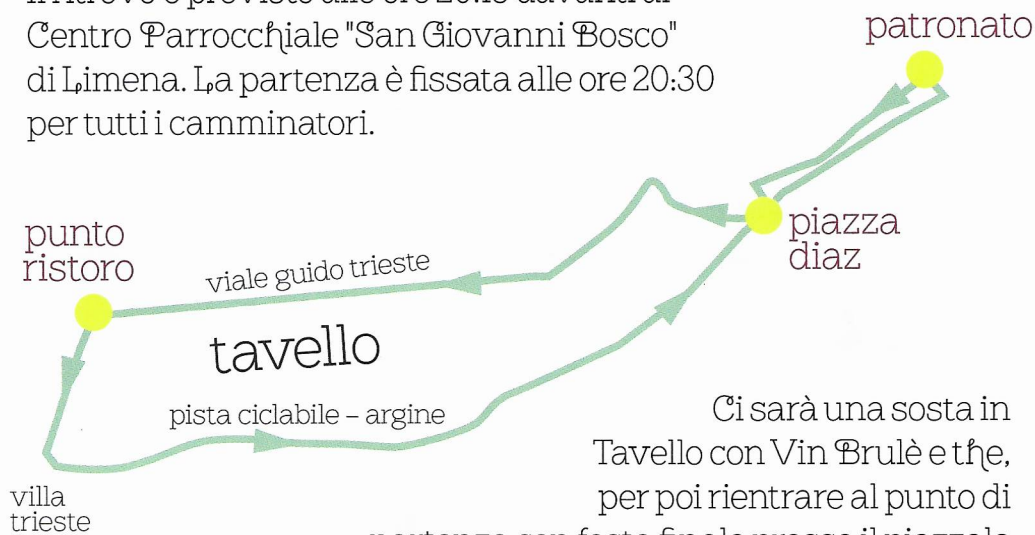 Centro Parrocchiale "San Giovanni Bosco"
di Limena. La partenza è fissata alle ore 20:30
per tutti i camminatori.
patronato
piazza
diaz
punto
ristoro
viale guido trieste
tavello
pista ciclabile – argine
villa
trieste
Ci sarà una sosta in
Tavello con Vin Brulè e the,
per poi rientrare al punto di